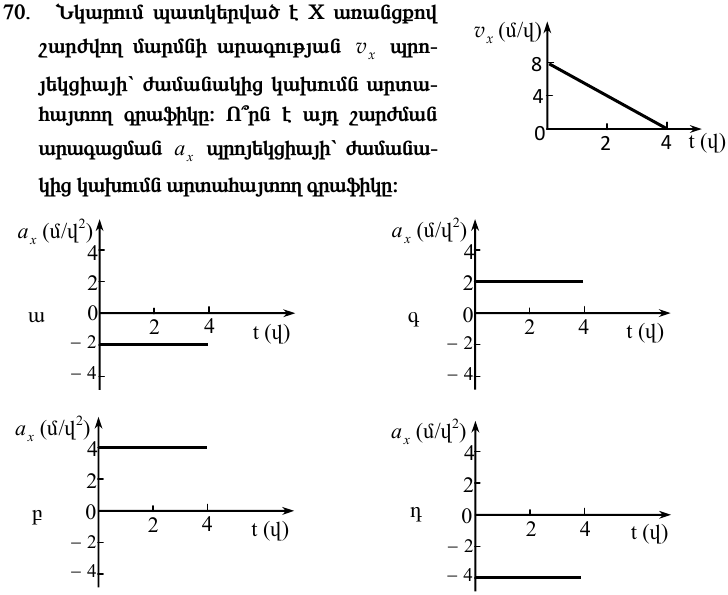 70. Նկարում պատկերված է X առանցքով
շարժվող մարմնի արագության vₓ պրո-
յեկցիայի՝ ժամանակից կախումն արտա-
հայտող գրաֆիկը: Ո՞րն է այդ շարժման
արագացման aₓ պրոյեկցիայի՝ ժամանա-
կից կախումն արտահայտող գրաֆիկը:
vₓ (մ/վ)
8
4
0
2 4 t (վ)
aₓ (մ/վ²)
4
2
0
ա
2 4 t (վ)
– 2
– 4
aₓ (մ/վ²)
4
2
0
գ
2 4 t (վ)
– 2
– 4
aₓ (մ/վ²)
4
2
0
բ
2 4 t (վ)
– 2
– 4
aₓ (մ/վ²)
4
2
0
դ
2 4 t (վ)
– 2
– 4